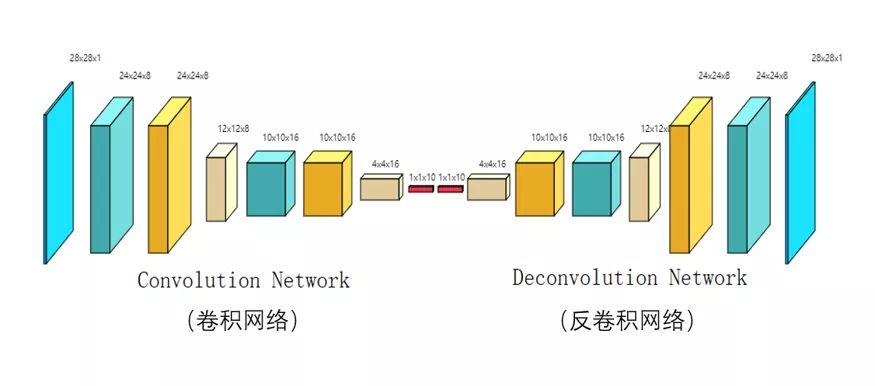 28x28x1
24x24x8
24x24x8
12x12x8
10x10x16
10x10x16
4x4x16
1x1x10
1x1x10
4x4x16
10x10x16
10x10x16
12x12x
24x24x8
24x24x8
28x28x1
Convolution Network
(卷积网络)
Deconvolution Network
(反卷积网络)